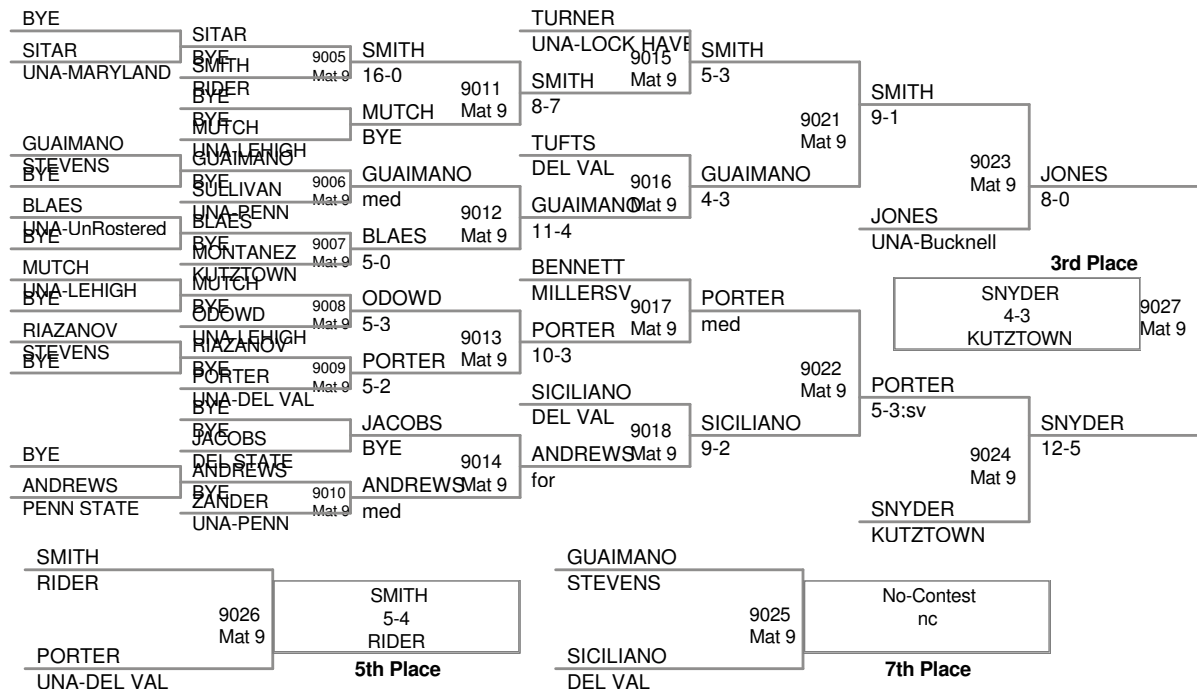 BYE
SITAR
UNA-MARYLAND
GUAIMANO
STEVENS
BYE
BLAES
UNA-UnRostered
BYE
MUTCH
UNA-LEHIGH
BYE
RIAZANOV
STEVENS
BYE
BYE
ANDREWS
PENN STATE
SITAR
BYE
9005
Mat 9
SMITH
RIDER
BYE
BYE
MUTCH
UNA-LEHIGH
GUAIMANO
BYE
9006
Mat 9
SULLIVAN
UNA-PENN
BLAES
BYE
9007
Mat 9
MONTANEZ
KUTZTOWN
MUTCH
BYE
9008
Mat 9
ODOWD
UNA-LEHIGH
RIAZANOV
BYE
9009
Mat 9
PORTER
UNA-DEL VAL
BYE
BYE
JACOBS
DEL STATE
ANDREWS
BYE
9010
Mat 9
ZANDER
UNA-PENN
SMITH
16-0
9011
Mat 9
MUTCH
BYE
GUAIMANO
med
9012
Mat 9
BLAES
5-0
ODOWD
5-3
9013
Mat 9
PORTER
5-2
JACOBS
BYE
9014
Mat 9
ANDREWS
med
TURNER
UNA-LOCK HAVE
9015
Mat 9
SMITH
8-7
TUFTS
DEL VAL
9016
Mat 9
GUAIMANO
11-4
BENNETT
MILLERSV
9017
Mat 9
PORTER
10-3
SICILIANO
DEL VAL
9018
Mat 9
ANDREWS
for
SMITH
5-3
9021
Mat 9
GUAIMANO
4-3
PORTER
med
9022
Mat 9
SICILIANO
9-2
SMITH
9-1
9023
Mat 9
JONES
UNA-Bucknell
JONES
8-0
3rd Place
SNYDER
4-3
KUTZTOWN
9027
Mat 9
PORTER
5-3:sv
9024
Mat 9
SNYDER
KUTZTOWN
SNYDER
12-5
SMITH
RIDER
9026
Mat 9
PORTER
UNA-DEL VAL
SMITH
5-4
RIDER
5th Place
GUAIMANO
STEVENS
9025
Mat 9
SICILIANO
DEL VAL
No-Contest
nc
7th Place